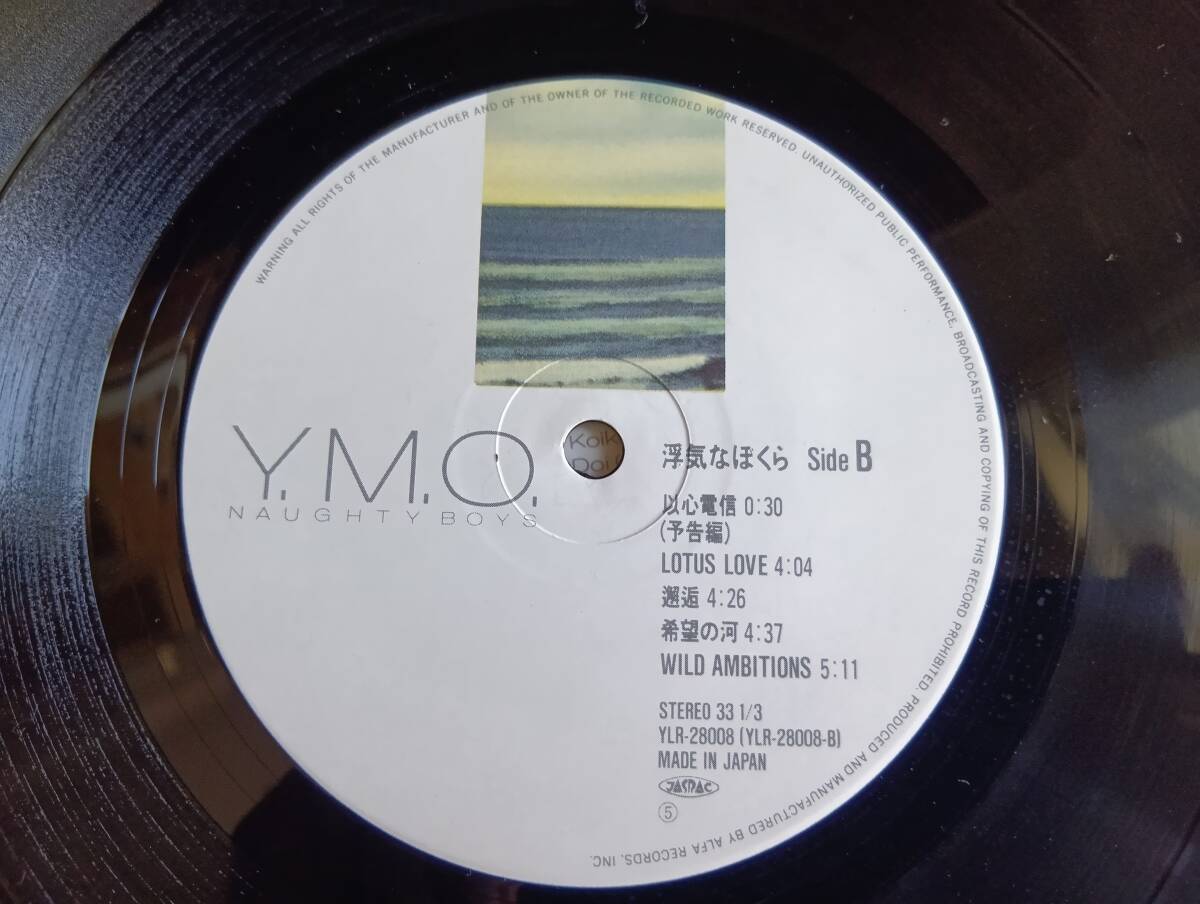 WARNING ALL RIGHTS OF THE MANUFACTURER AND OF THE OWNER OF THE RECORDED WORK RESERVED. UNAUTHORIZED PUBLIC PERFORMANCE, BROADCASTING AND COPYING OF THIS RECORD PROHIBITED. PRODUCED AND MANUFACTURED BY ALFA RECORDS, INC.
Y.M.O.
NAUGHTY BOYS
浮気なぼくら Side B
以心電信 0:30
(予告編)
LOTUS LOVE 4:04
邂逅 4:26
希望の河 4:37
WILD AMBITIONS 5:11
STEREO 33 1/3
YLR-28008 (YLR-28008-B)
MADE IN JAPAN
JASRAC
⑤